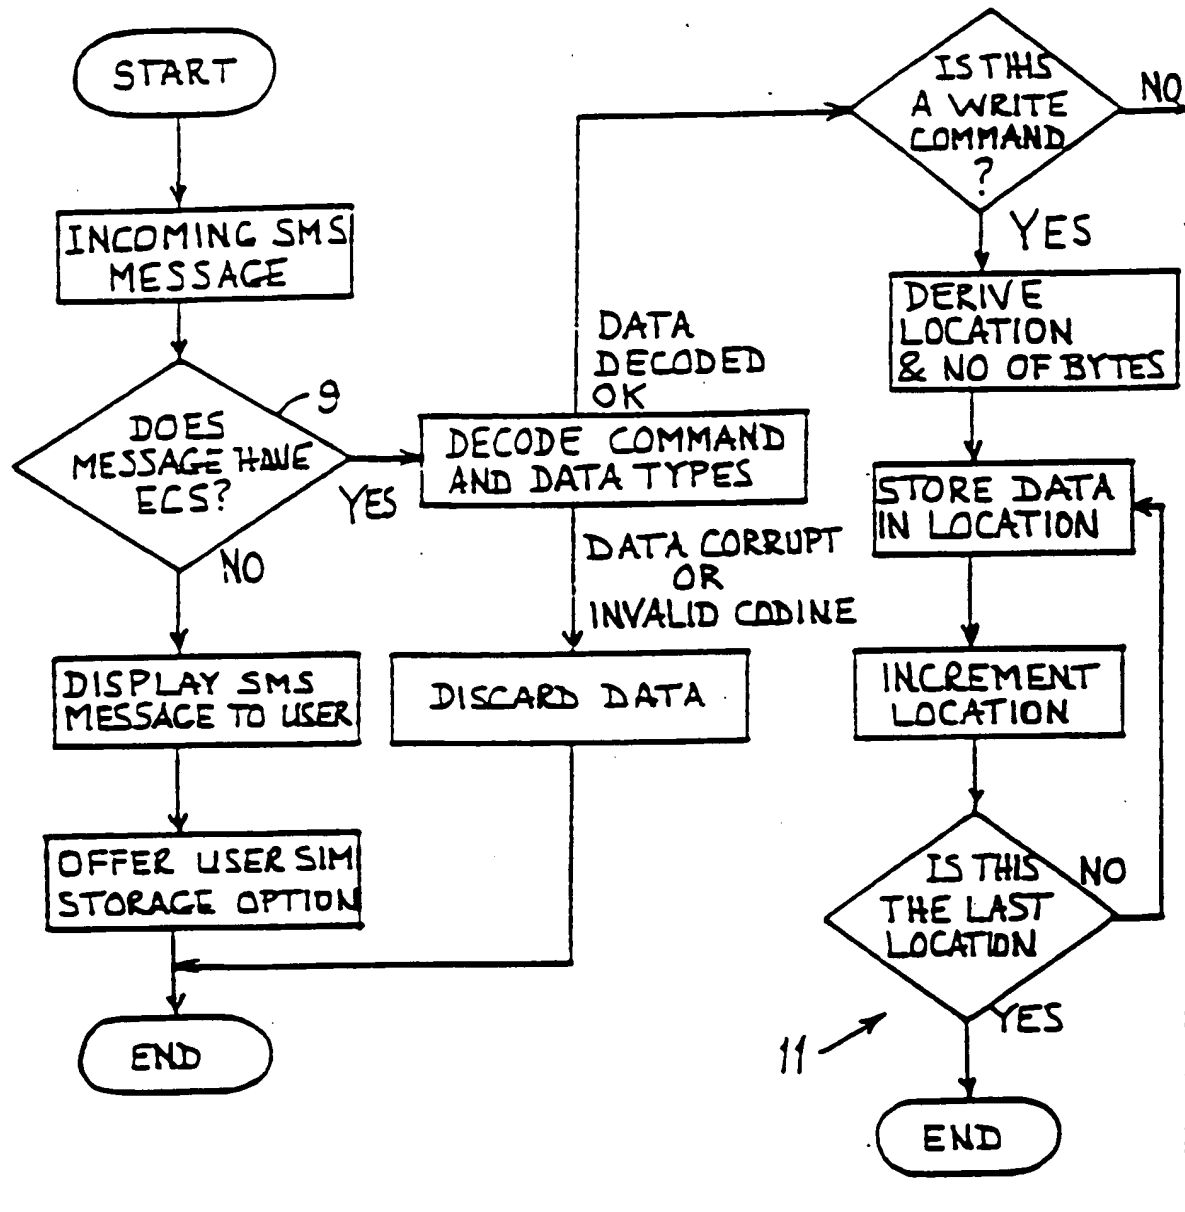 START
INCOMING SMS
MESSAGE
9
DOES
MESSAGE HAVE
ECS?
YES
NO
DISPLAY SMS
MESSAGE TO USER
OFFER USER SIM
STORAGE OPTION
END
DATA
DECODED
OK
DECODE COMMAND
AND DATA TYPES
DATA CORRUPT
OR
INVALID CODINE
DISCARD DATA
IS THIS
A WRITE
COMMAND
?
NO
YES
DERIVE
LOCATION
& NO OF BYTES
STORE DATA
IN LOCATION
INCREMENT
LOCATION
IS THIS
THE LAST
LOCATION
NO
YES
11
END